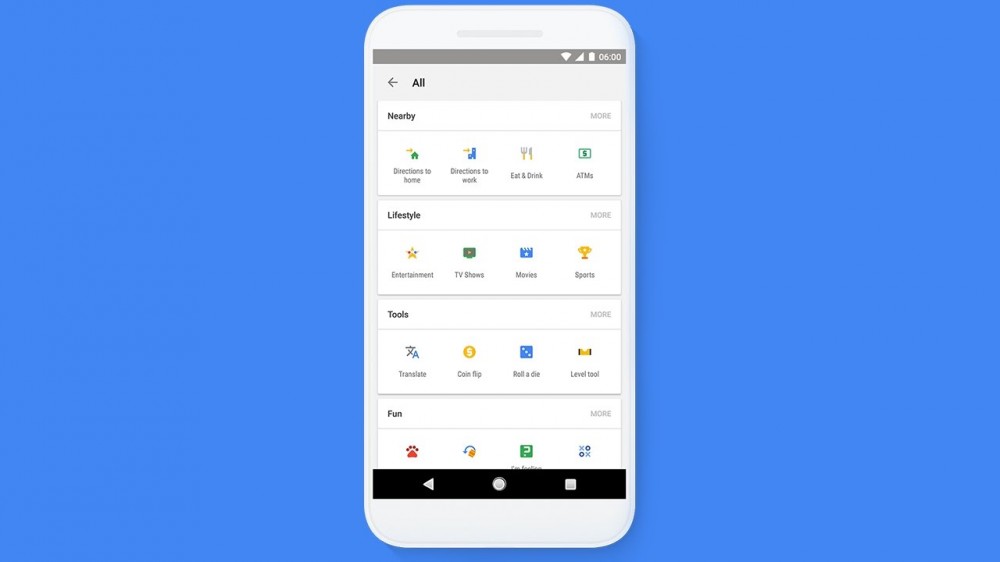 06:00
All
Nearby MORE
Directions to Directions to Eat & Drink ATMs
home work
Lifestyle MORE
Entertainment TV Shows Movies Sports
Tools MORE
Translate Coin flip Roll a die Level tool
Fun MORE
I'm feeling